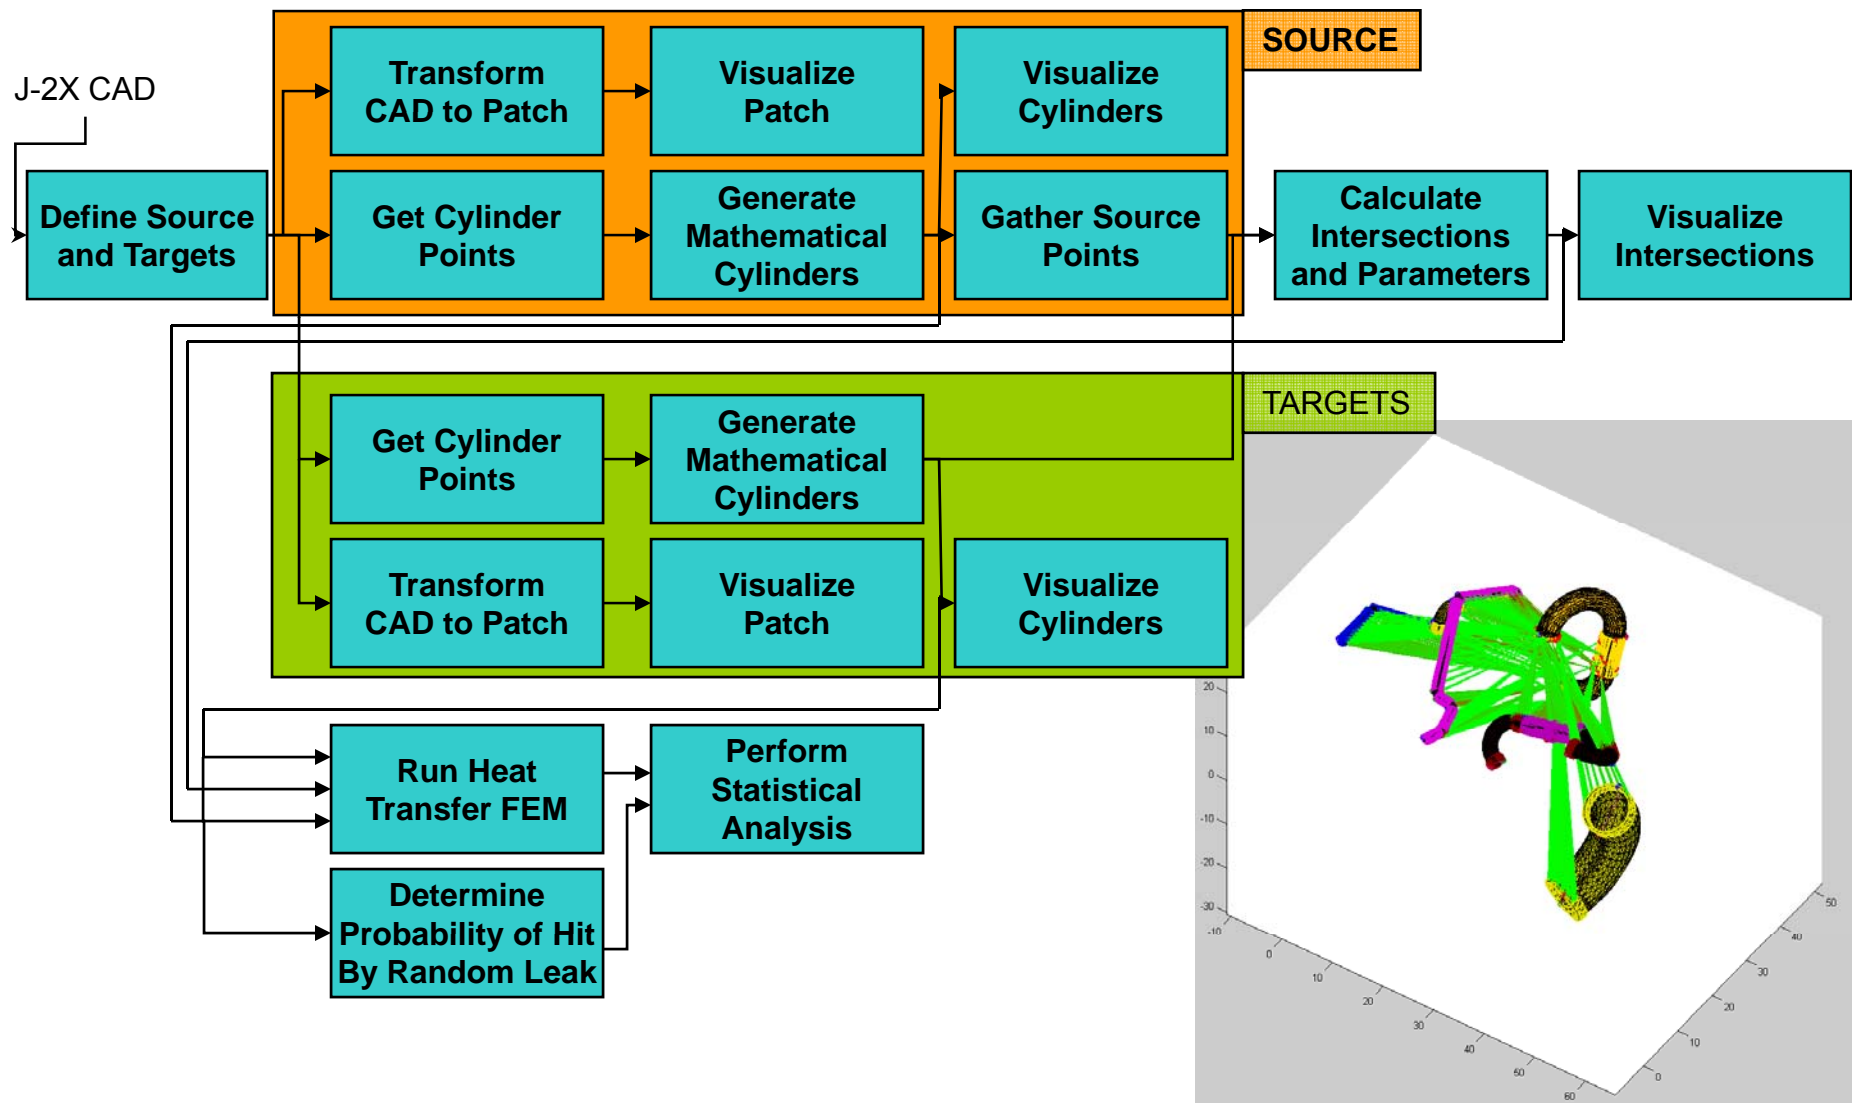 SOURCE
J-2X CAD
Transform
CAD to Patch
Visualize
Patch
Visualize
Cylinders
Define Source
and Targets
Get Cylinder
Points
Generate
Mathematical
Cylinders
Gather Source
Points
Calculate
Intersections
and Parameters
Visualize
Intersections
TARGETS
Get Cylinder
Points
Generate
Mathematical
Cylinders
Transform
CAD to Patch
Visualize
Patch
Visualize
Cylinders
Run Heat
Transfer FEM
Perform
Statistical
Analysis
Determine
Probability of Hit
By Random Leak
20
10
0
-10
-20
-30
-10
0
10
20
30
40
50
60
0
10
20
30
40
50